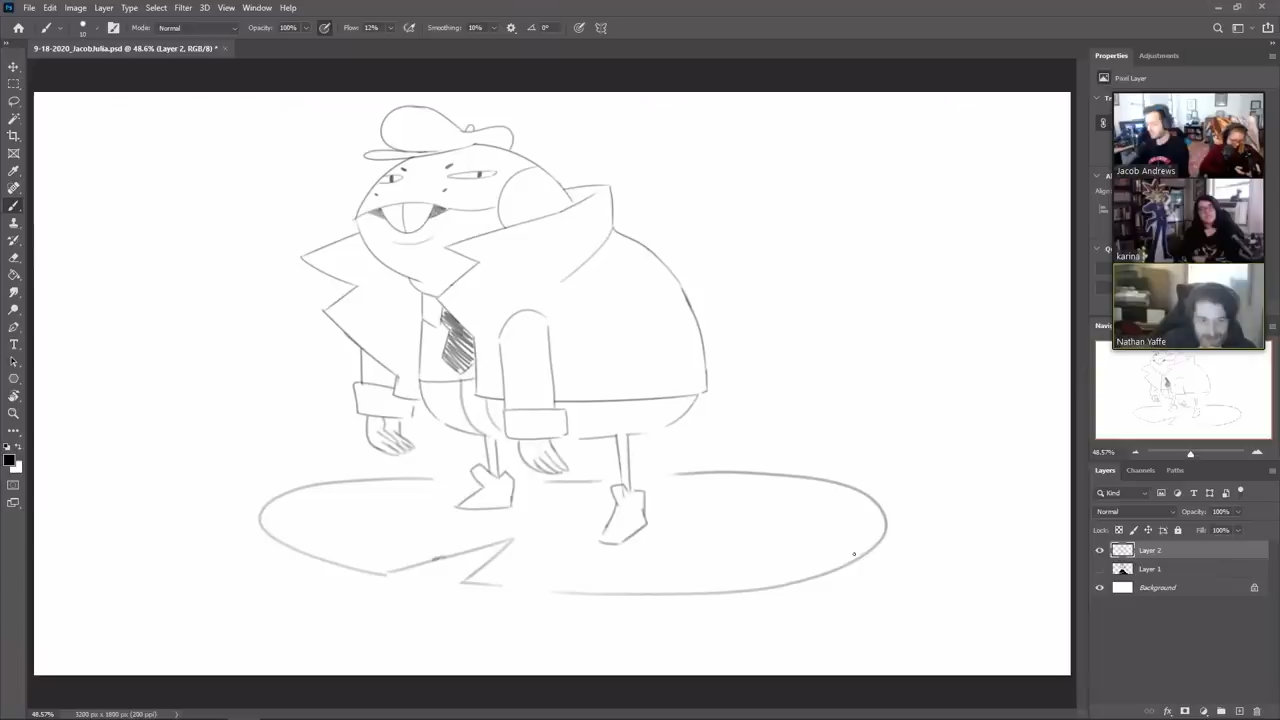 File Edit Image Layer Type Select Filter 3D View Window Help
10 Mode: Normal Opacity: 100% Flow: 12% Smoothing: 10% 0°
9-18-2020_JacobJulia.psd @ 48.6% (Layer 2, RGB/8) *
Properties Adjustments
Pixel Layer
Jacob Andrews
karina
Nathan Yaffe
48.57%
Layers Channels Paths
Kind
Normal Opacity: 100%
Lock: Fill: 100%
Layer 2
Layer 1
Background
48.57% 3200 px x 1800 px (200 ppi)